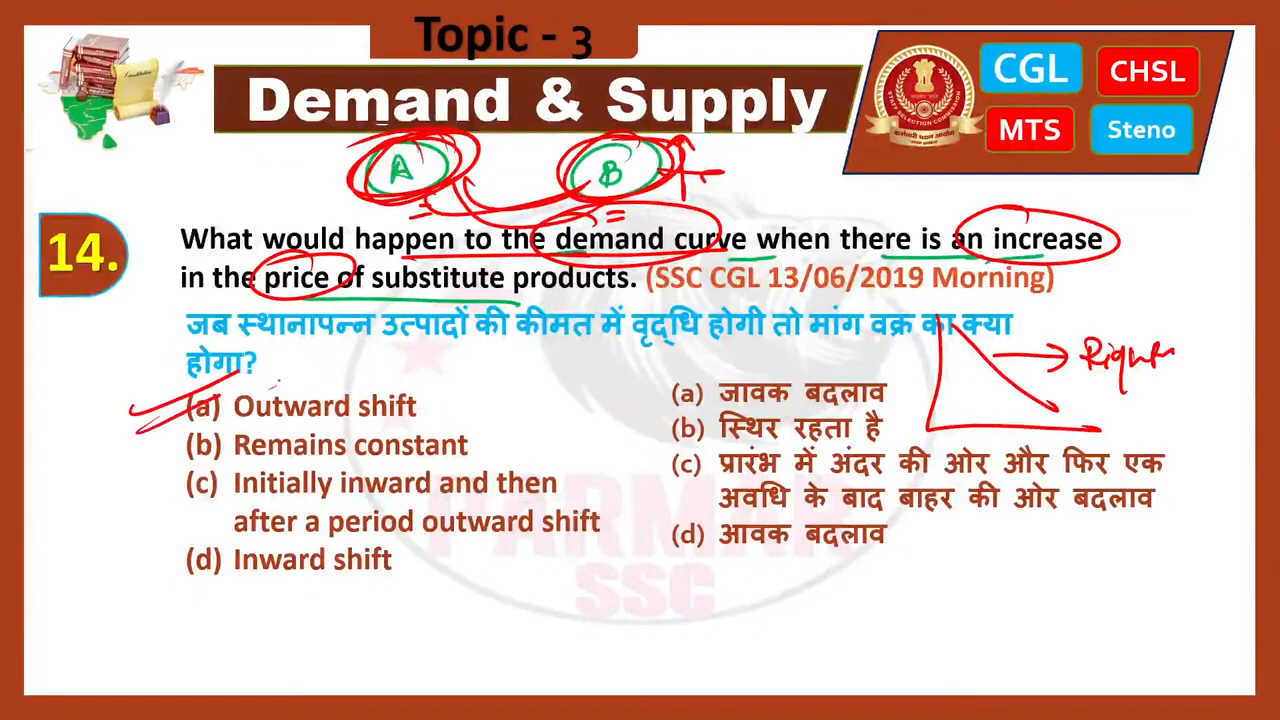 Topic - 3
Demand & Supply
CGL
CHSL
MTS
Steno
A
B
14.
What would happen to the demand curve when there is an increase
in the price of substitute products. (SSC CGL 13/06/2019 Morning)
जब स्थानापन्न उत्पादों की कीमत में वृद्धि होगी तो मांग वक्र का क्या
होगा?
(a) Outward shift
(b) Remains constant
(c) Initially inward and then
after a period outward shift
(d) Inward shift
(a) जावक बदलाव
(b) स्थिर रहता है
(c) प्रारंभ में अंदर की ओर और फिर एक
अवधि के बाद बाहर की ओर बदलाव
(d) आवक बदलाव
PARMAR
SSC